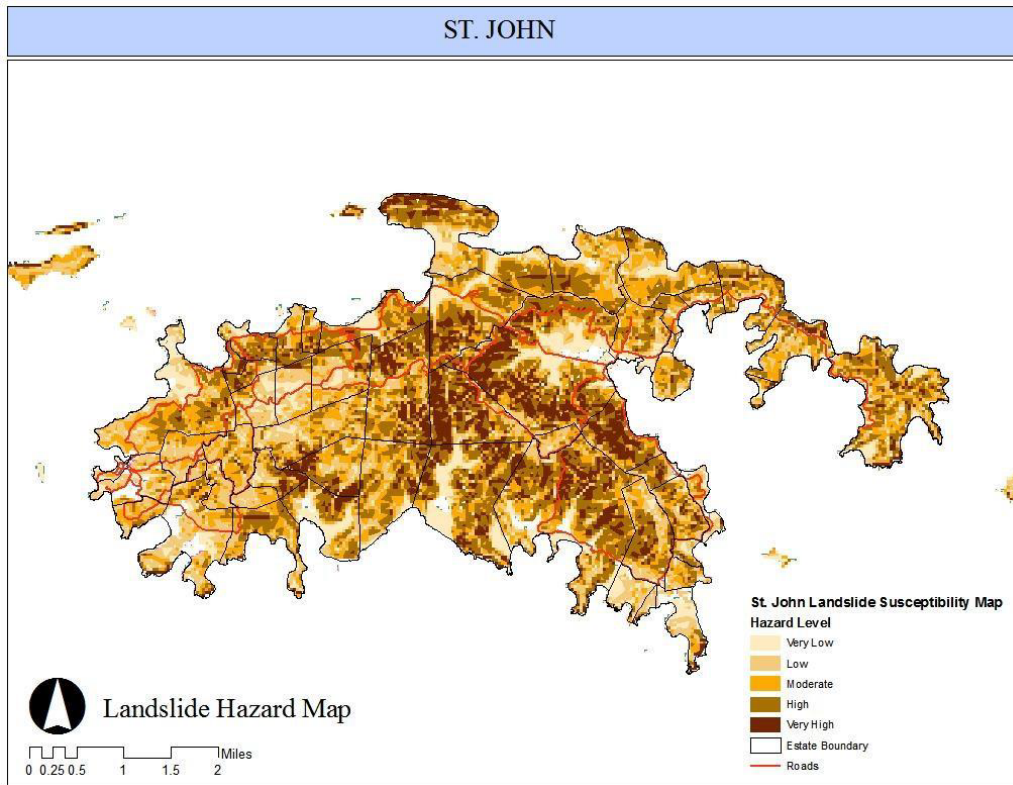 ST. JOHN
St. John Landslide Susceptibility Map
Hazard Level
Very Low
Low
Moderate
High
Very High
Estate Boundary
Roads
Landslide Hazard Map
Miles
0 0.25 0.5 1 1.5 2